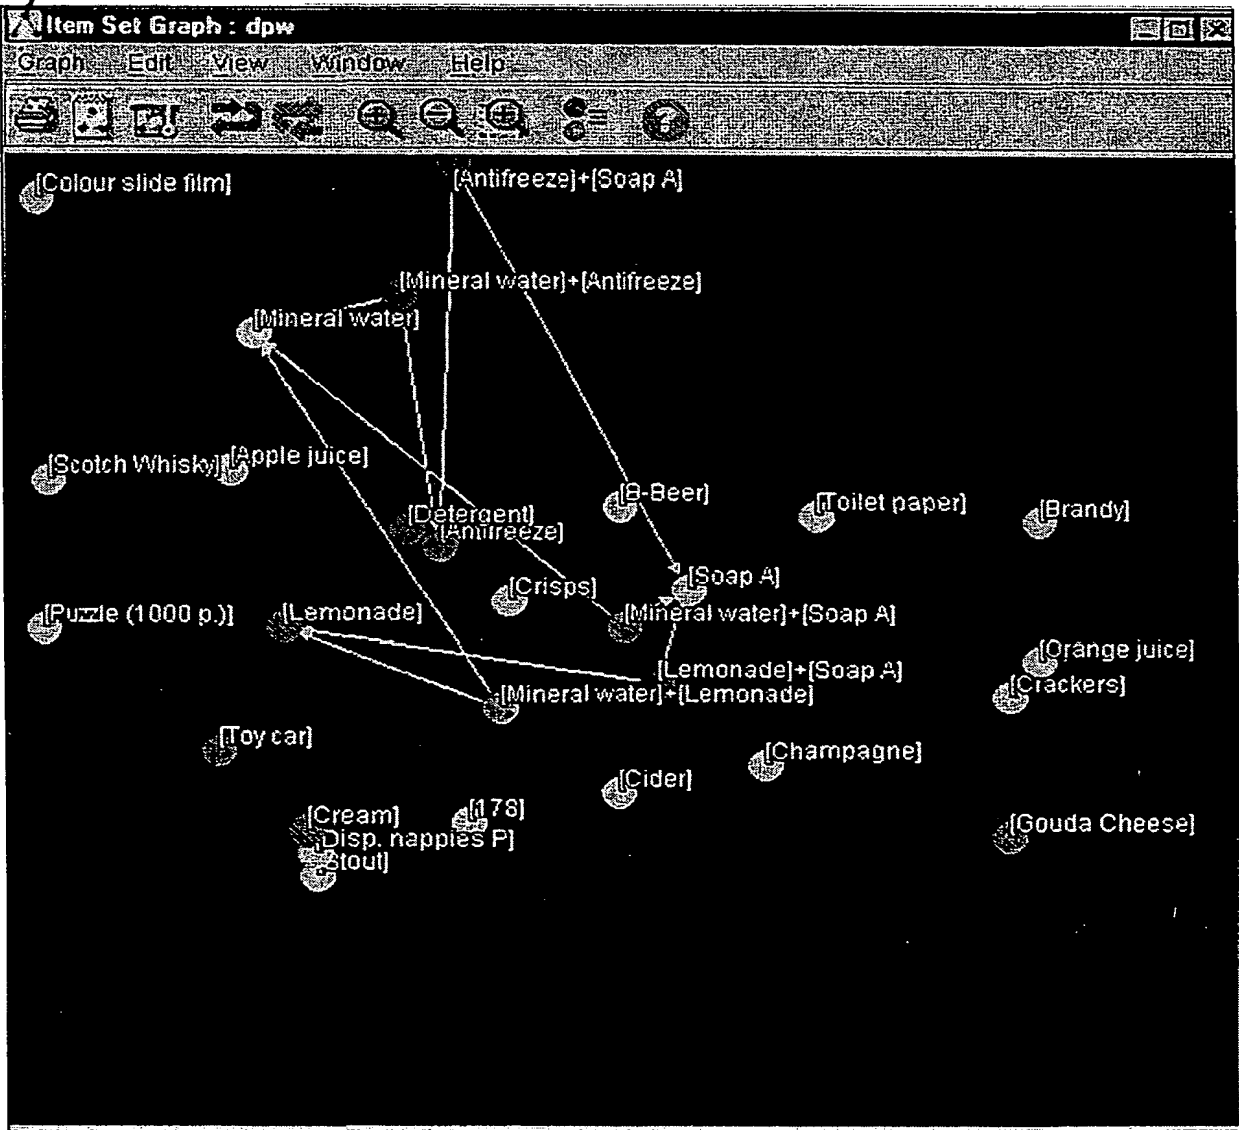 Item Set Graph : dpw
Graph Edit View Window Help
[Colour slide film]
[Antifreeze]+[Soap A]
[Mineral water]+[Antifreeze]
[Mineral water]
[Scotch Whisky]
[Apple juice]
[B-Beer]
[Toilet paper]
[Brandy]
[Detergent]
[Antifreeze]
[Soap A]
[Crisps]
[Puzzle (1000 p.)]
[Lemonade]
[Mineral water]+[Soap A]
[Orange juice]
[Lemonade]+[Soap A]
[Crackers]
[Mineral water]+[Lemonade]
[Toy car]
[Champagne]
[Cider]
[178]
[Cream]
[Gouda Cheese]
[Disp. nappies P]
[Stout]